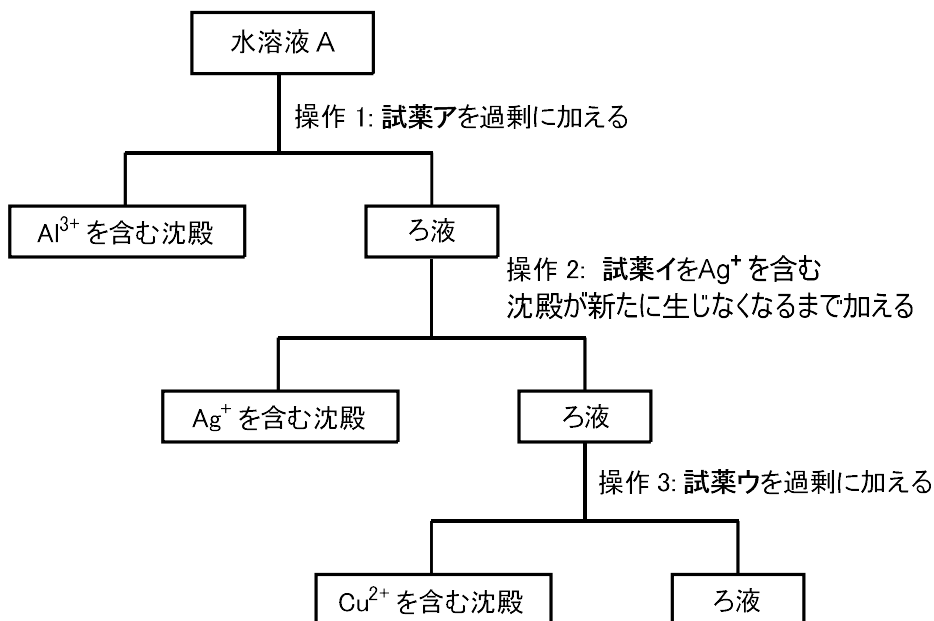 水溶液 A
操作 1: 試薬アを過剰に加える
Al³⁺ を含む沈殿
ろ液
操作 2: 試薬イをAg⁺ を含む
沈殿が新たに生じなくなるまで加える
Ag⁺ を含む沈殿
ろ液
操作 3: 試薬ウを過剰に加える
Cu²⁺ を含む沈殿
ろ液